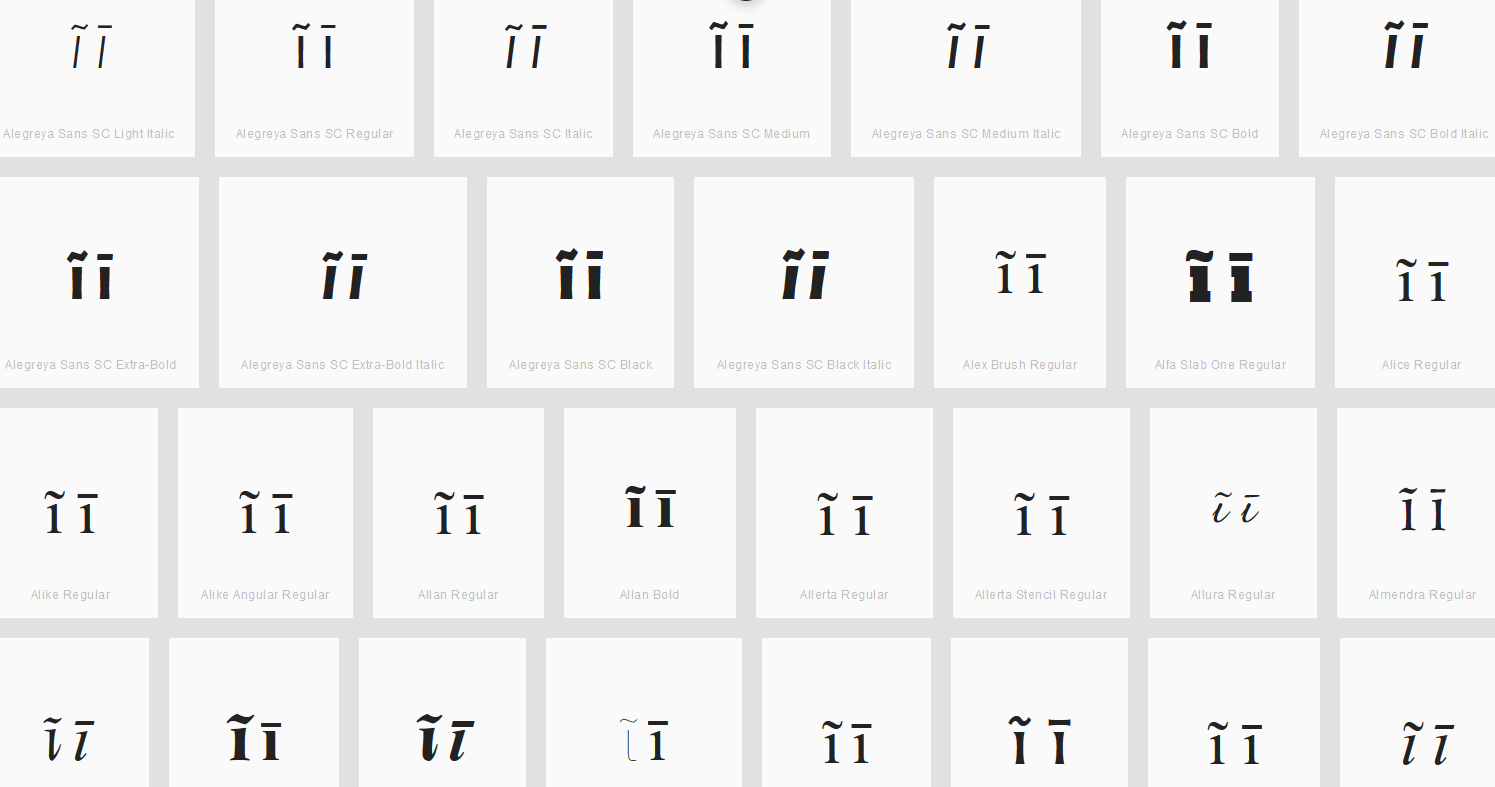 ĩ ī ĩ ī ĩ ī ĩ ī ĩ ī ĩ ī ĩ ī
Alegreya Sans SC Light Italic Alegreya Sans SC Regular Alegreya Sans SC Italic Alegreya Sans SC Medium Alegreya Sans SC Medium Italic Alegreya Sans SC Bold Alegreya Sans SC Bold Italic
ĩ ī ĩ ī ĩ ī ĩ ī ĩ ī ĩ ī ĩ ī
Alegreya Sans SC Extra-Bold Alegreya Sans SC Extra-Bold Italic Alegreya Sans SC Black Alegreya Sans SC Black Italic Alex Brush Regular Alfa Slab One Regular Alice Regular
ĩ ī ĩ ī ĩ ī ĩ ī ĩ ī ĩ ī ĩ ī ĩ ī
Alike Regular Alike Angular Regular Allan Regular Allan Bold Allerta Regular Allerta Stencil Regular Allura Regular Almendra Regular
ĩ ī ĩ ī ĩ ī ĩ ī ĩ ī ĩ ī ĩ ī ĩ ī